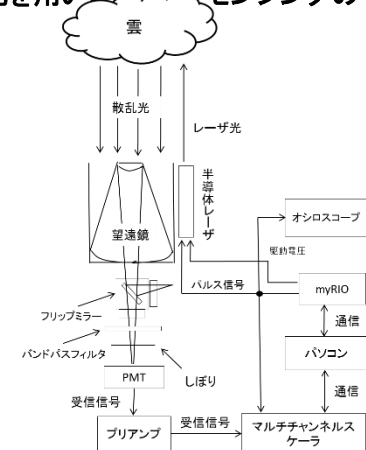 雲
散乱光
レーザ光
半導体レーザ
望遠鏡
オシロスコープ
駆動電圧
パルス信号
myRIO
フリップミラー
通信
バンドパスフィルタ
パソコン
PMT
しぼり
通信
受信信号
プリアンプ
受信信号
マルチチャンネルス
ケーラ